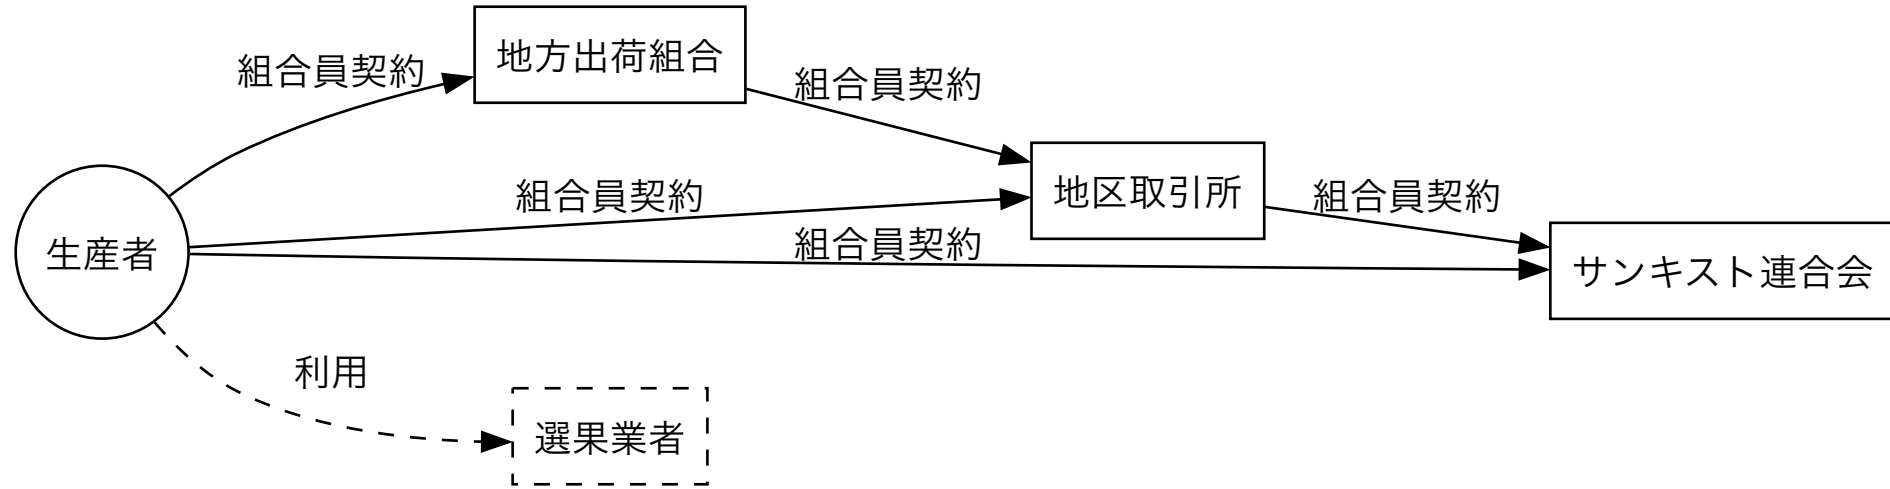 地方出荷組合
組合員契約
組合員契約
組合員契約
地区取引所
組合員契約
生産者
組合員契約
サンキスト連合会
利用
選果業者